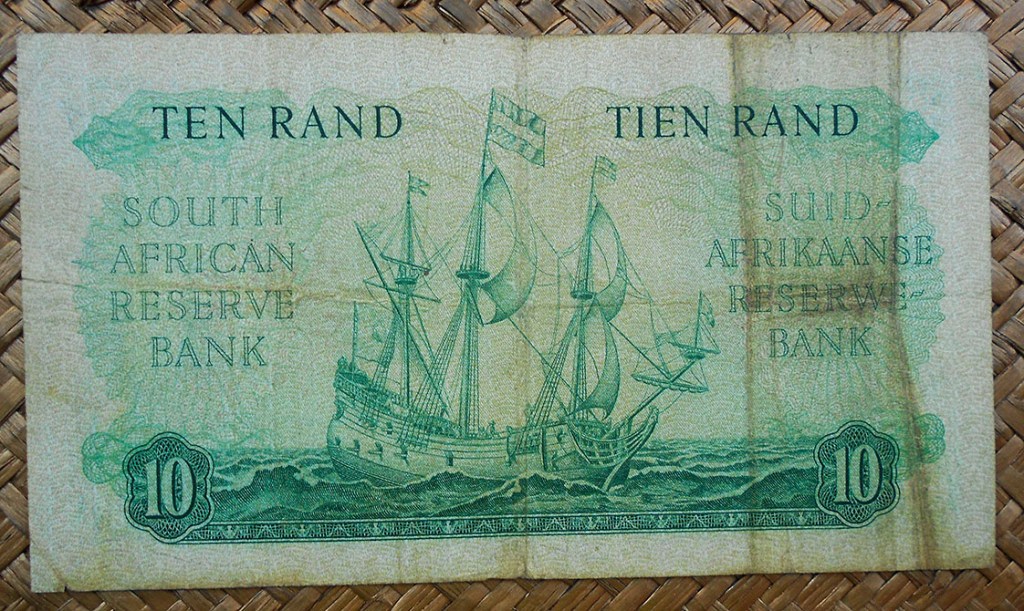 TEN RAND
TIEN RAND
SOUTH
AFRICAN
RESERVE
BANK
SUID-
AFRIKAANSE
RESERWE-
BANK
10
10